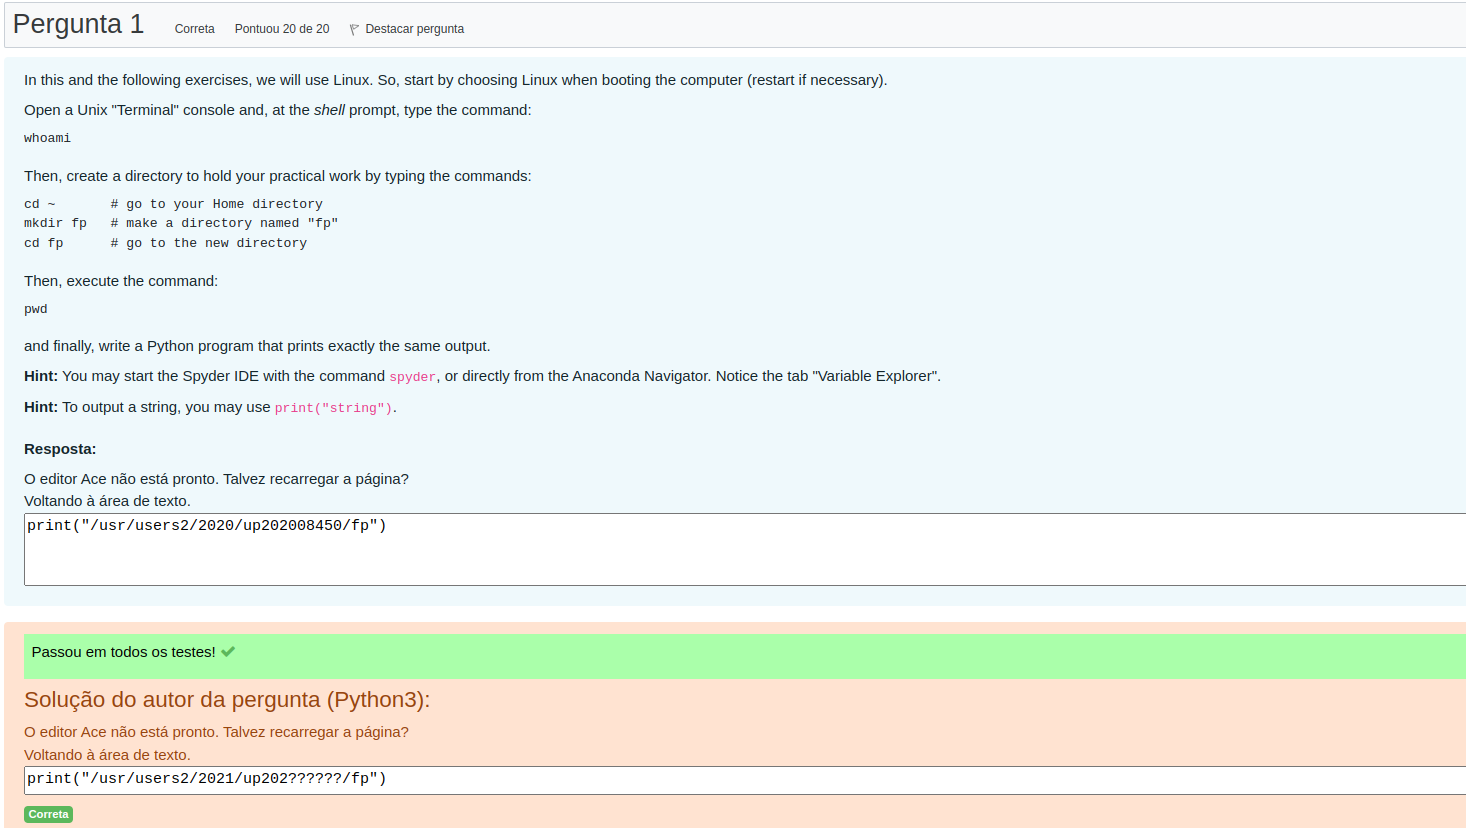 Pergunta 1 Correta Pontuou 20 de 20 Destacar pergunta
In this and the following exercises, we will use Linux. So, start by choosing Linux when booting the computer (restart if necessary).
Open a Unix "Terminal" console and, at the shell prompt, type the command:
whoami
Then, create a directory to hold your practical work by typing the commands:
cd ~       # go to your Home directory
mkdir fp   # make a directory named "fp"
cd fp      # go to the new directory
Then, execute the command:
pwd
and finally, write a Python program that prints exactly the same output.
Hint: You may start the Spyder IDE with the command spyder, or directly from the Anaconda Navigator. Notice the tab "Variable Explorer".
Hint: To output a string, you may use print("string").
Resposta:
O editor Ace não está pronto. Talvez recarregar a página?
Voltando à área de texto.
print("/usr/users2/2020/up202008450/fp")
Passou em todos os testes!
Solução do autor da pergunta (Python3):
O editor Ace não está pronto. Talvez recarregar a página?
Voltando à área de texto.
print("/usr/users2/2021/up202??????/fp")
Correta